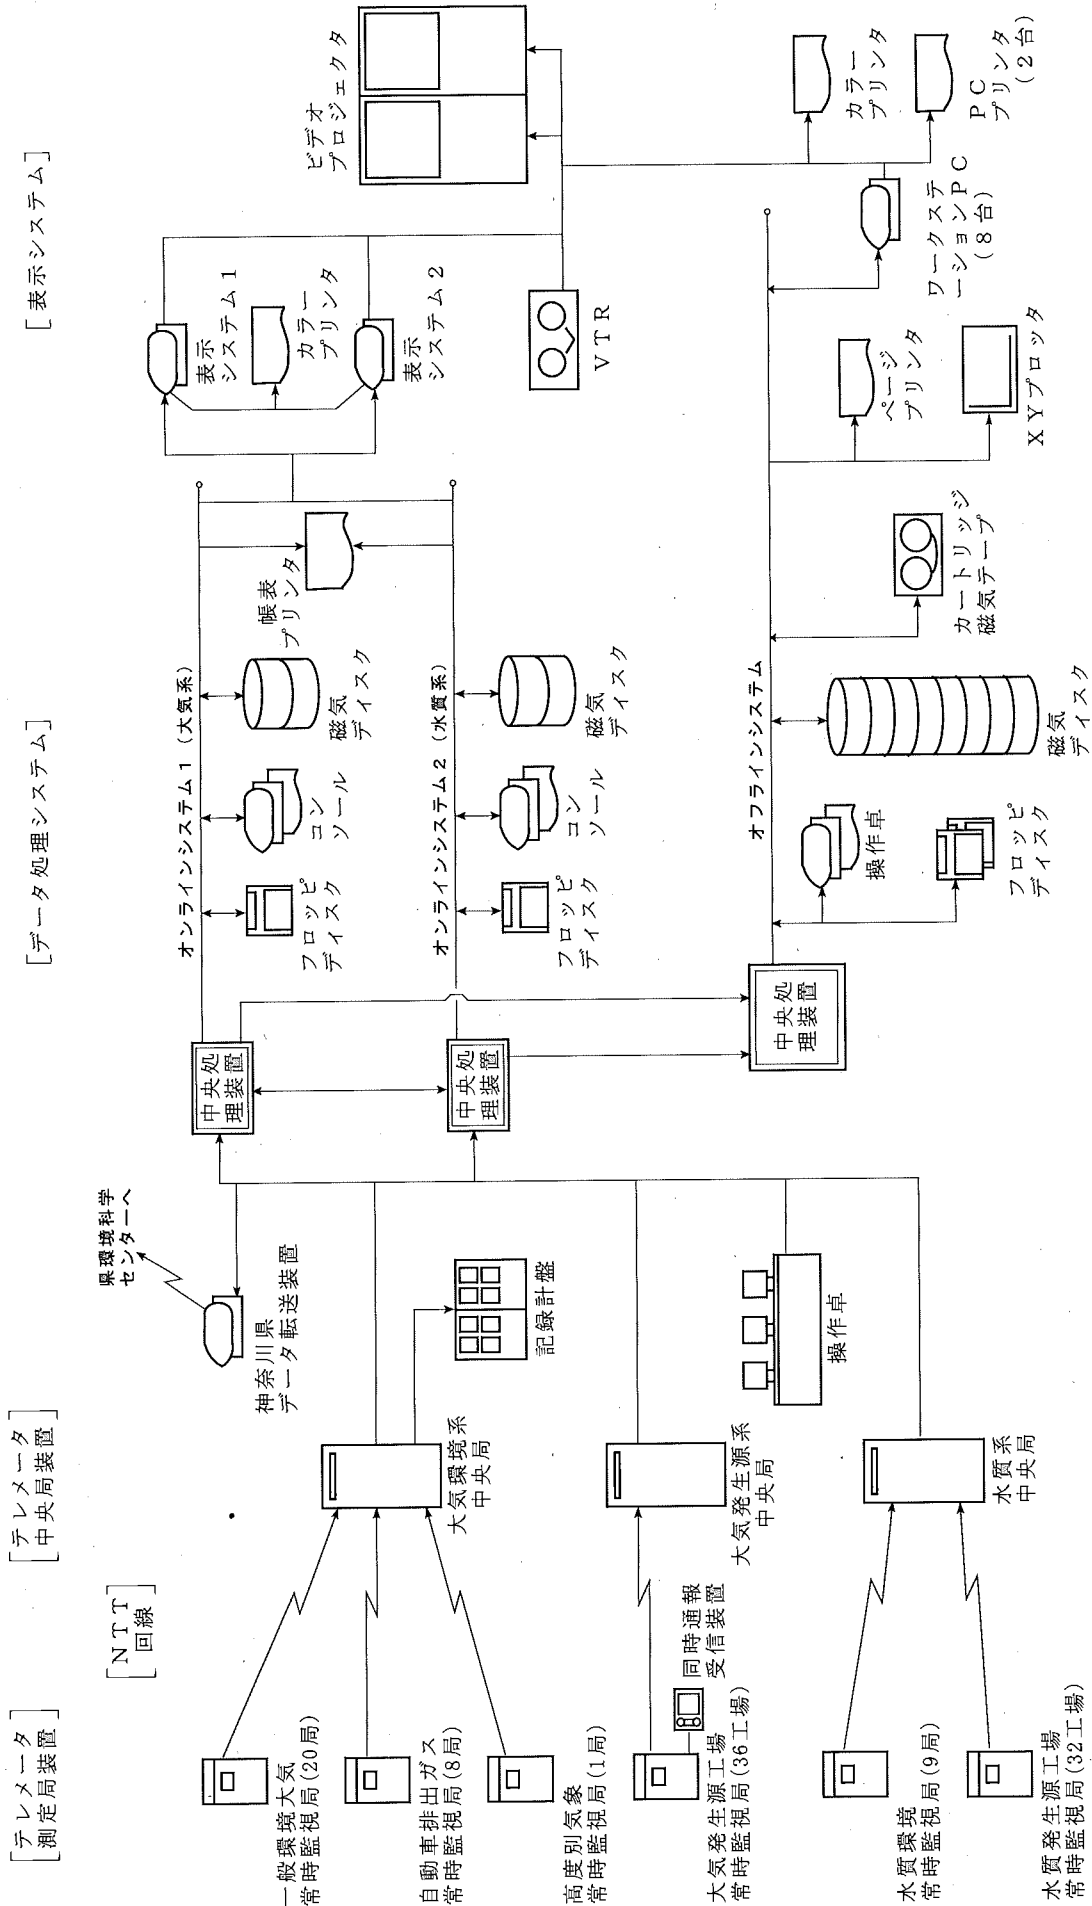 [テレメータ
測定局装置]
[NTT
回線]
[テレメータ
中央局装置]
[データ処理システム]
[表示システム]
一般環境大気
常時監視局(20局)
自動車排出ガス
常時監視局(8局)
高度別気象
常時監視局(1局)
大気発生源工場
常時監視局(36工場)
同時通報
受信装置
水質環境
常時監視局(9局)
水質発生源工場
常時監視局(32工場)
大気環境系
中央局
大気発生源系
中央局
水質系
中央局
県環境科学
センターへ
神奈川県
データ転送装置
記録計盤
操作卓
中央処
理装置
中央処
理装置
中央処
理装置
オンラインシステム1(大気系)
フロッピ
ディスク
コン
ソール
磁気
ディスク
帳表
プリンタ
オンラインシステム2(水質系)
フロッピ
ディスク
コン
ソール
磁気
ディスク
オフラインシステム
操作卓
フロッピ
ディスク
磁気
ディスク
カートリッジ
磁気テープ
ページ
プリンタ
XYプロッタ
ワークステ
ーションPC
(8台)
表示
システム1
カラー
プリンタ
表示
システム2
VTR
ビデオ
プロジェクタ
カラー
プリンタ
PC
プリンタ
(2台)